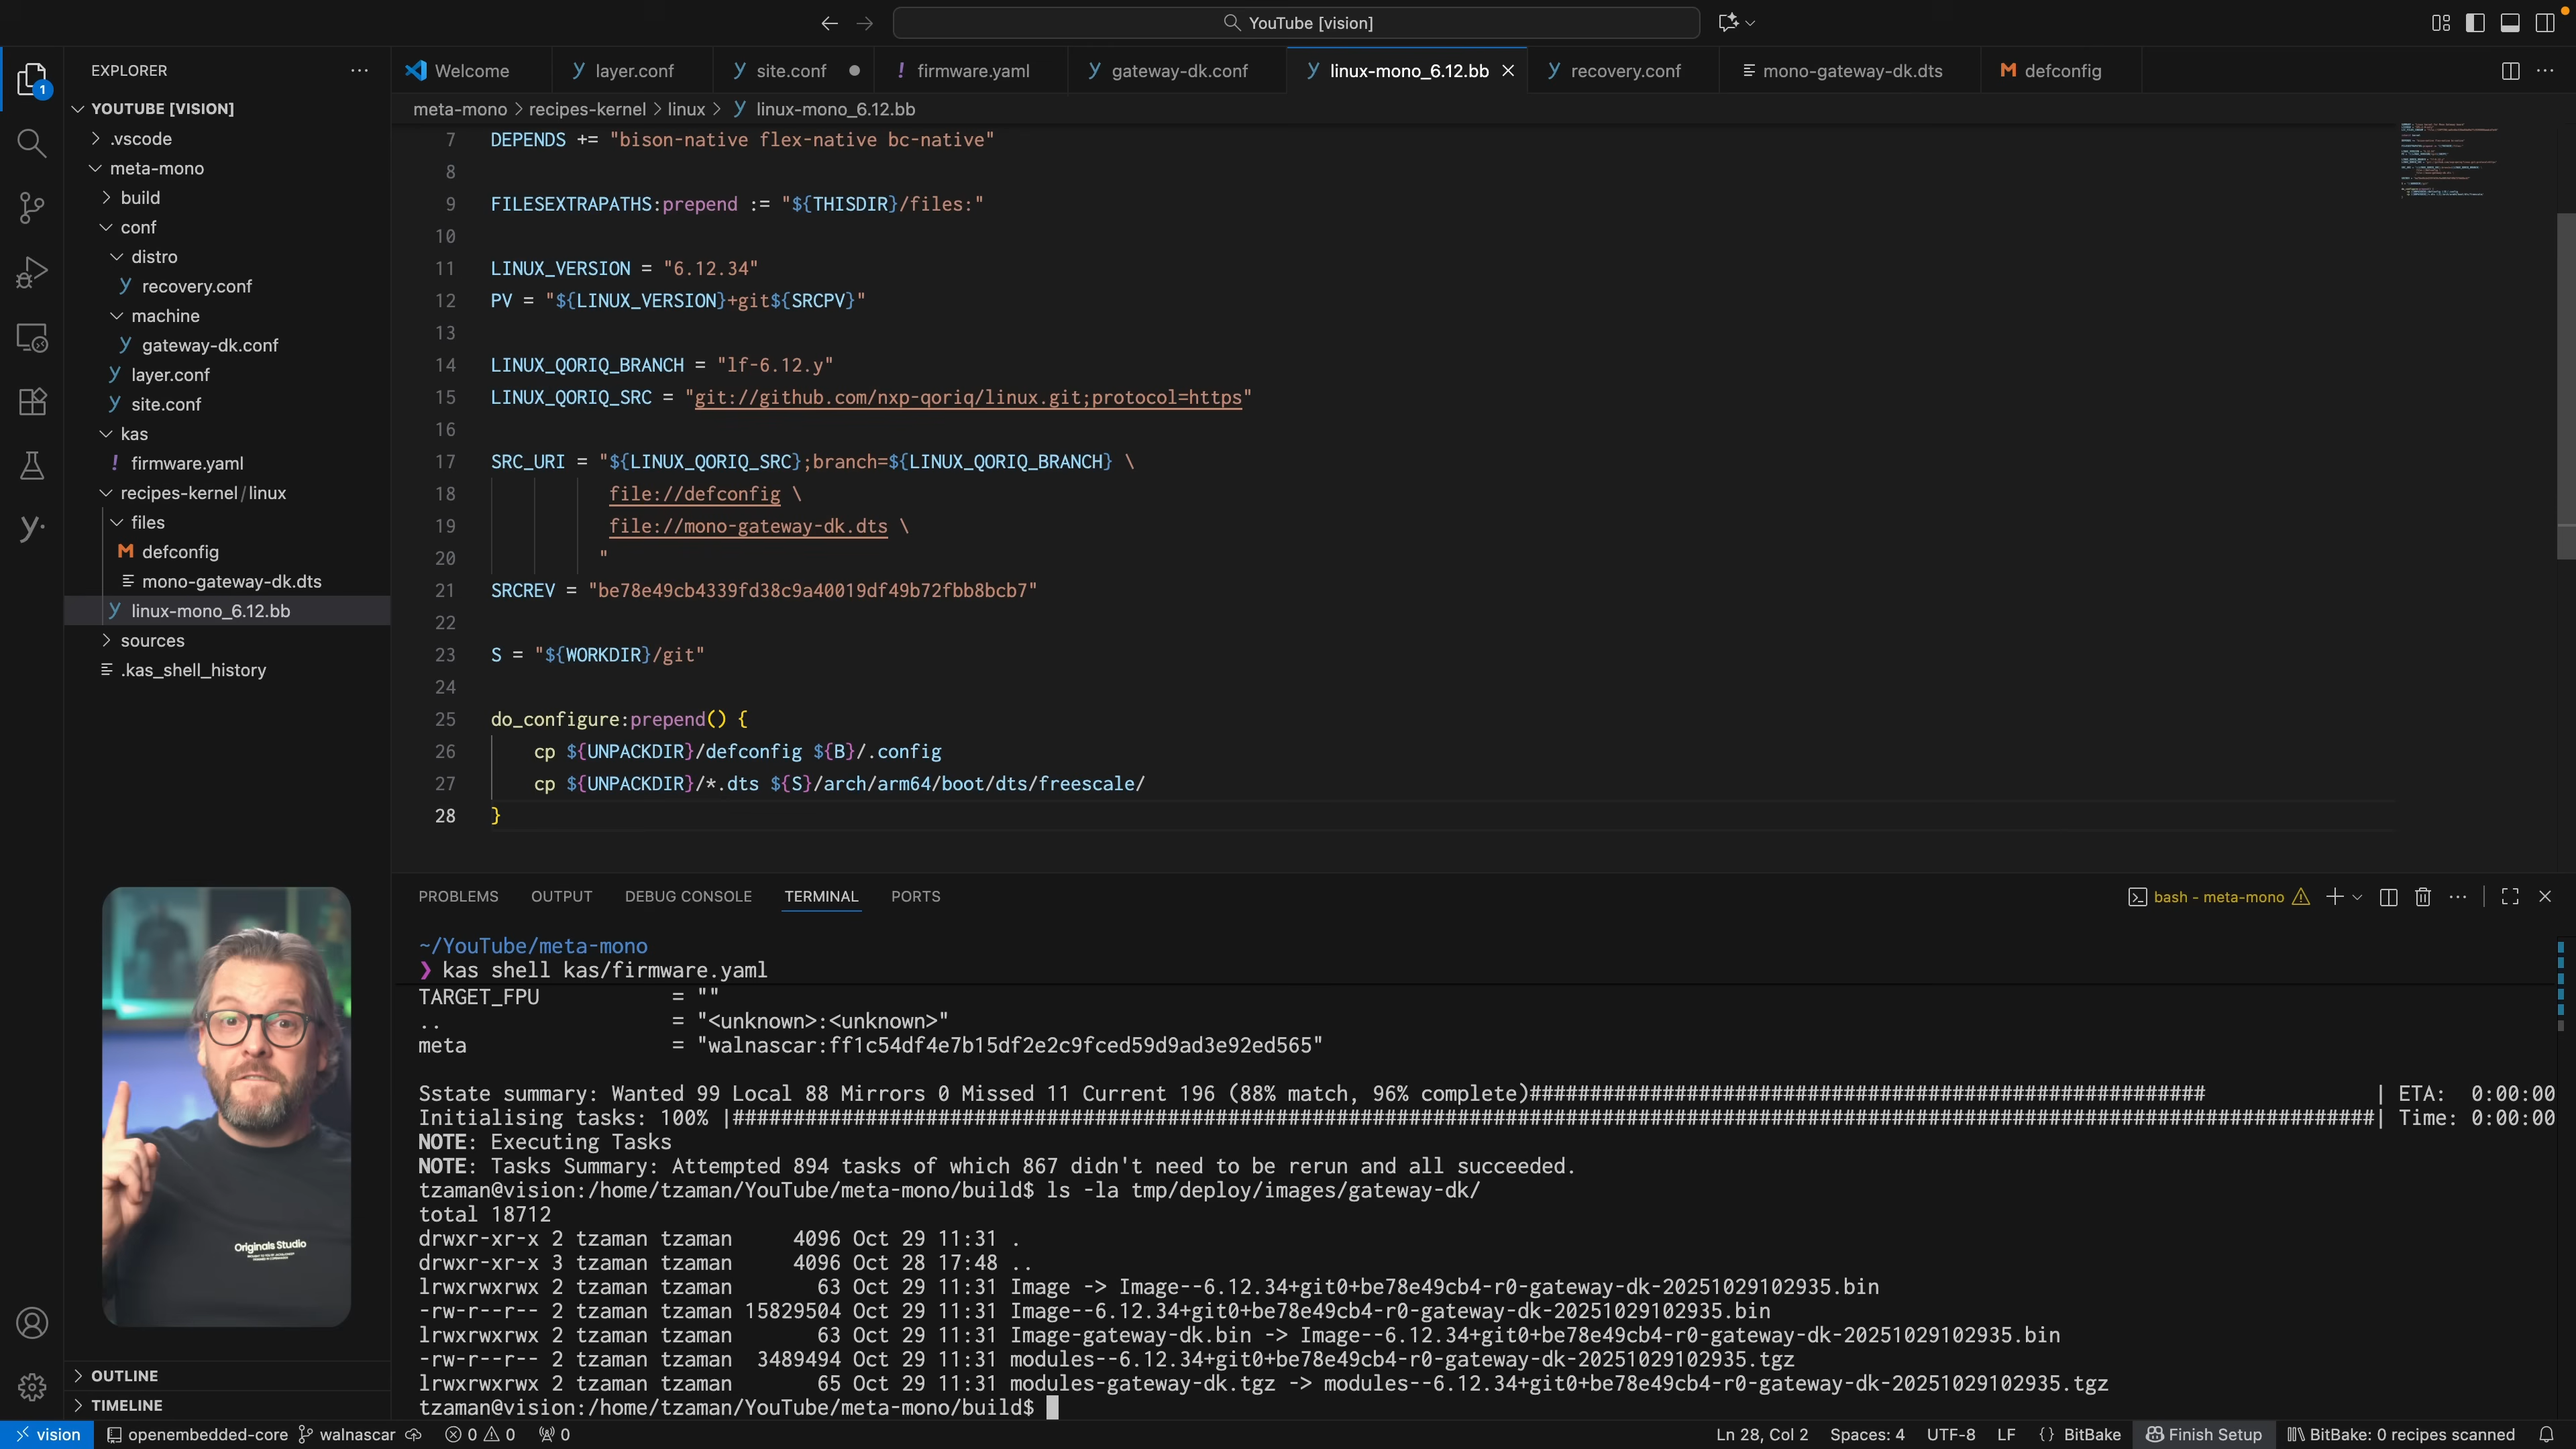 YouTube [vision]
EXPLORER
1
YOUTUBE [VISION]
.vscode
meta-mono
build
conf
distro
recovery.conf
machine
gateway-dk.conf
layer.conf
site.conf
kas
firmware.yaml
recipes-kernel/linux
files
defconfig
mono-gateway-dk.dts
linux-mono_6.12.bb
sources
.kas_shell_history
OUTLINE
TIMELINE
Welcome layer.conf site.conf firmware.yaml gateway-dk.conf linux-mono_6.12.bb recovery.conf mono-gateway-dk.dts defconfig
meta-mono > recipes-kernel > linux > linux-mono_6.12.bb
7 DEPENDS += "bison-native flex-native bc-native"
8
9 FILESEXTRAPATHS:prepend := "${THISDIR}/files:"
10
11 LINUX_VERSION = "6.12.34"
12 PV = "${LINUX_VERSION}+git${SRCPV}"
13
14 LINUX_QORIQ_BRANCH = "lf-6.12.y"
15 LINUX_QORIQ_SRC = "git://github.com/nxp-qoriq/linux.git;protocol=https"
16
17 SRC_URI = "${LINUX_QORIQ_SRC};branch=${LINUX_QORIQ_BRANCH} \
18 file://defconfig \
19 file://mono-gateway-dk.dts \
20 "
21 SRCREV = "be78e49cb4339fd38c9a40019df49b72fbb8bcb7"
22
23 S = "${WORKDIR}/git"
24
25 do_configure:prepend() {
26 cp ${UNPACKDIR}/defconfig ${B}/.config
27 cp ${UNPACKDIR}/*.dts ${S}/arch/arm64/boot/dts/freescale/
28 }
PROBLEMS OUTPUT DEBUG CONSOLE TERMINAL PORTS
bash - meta-mono
~/YouTube/meta-mono
❯ kas shell kas/firmware.yaml
TARGET_FPU = ""
.. = "<unknown>:<unknown>"
meta = "walnascar:ff1c54df4e7b15df2e2c9fced59d9ad3e92ed565"
Sstate summary: Wanted 99 Local 88 Mirrors 0 Missed 11 Current 196 (88% match, 96% complete)######################################################## | ETA: 0:00:00
Initialising tasks: 100% |########################################################################################################################################| Time: 0:00:00
NOTE: Executing Tasks
NOTE: Tasks Summary: Attempted 894 tasks of which 867 didn't need to be rerun and all succeeded.
tzaman@vision:/home/tzaman/YouTube/meta-mono/build$ ls -la tmp/deploy/images/gateway-dk/
total 18712
drwxr-xr-x 2 tzaman tzaman 4096 Oct 29 11:31 .
drwxr-xr-x 3 tzaman tzaman 4096 Oct 28 17:48 ..
lrwxrwxrwx 2 tzaman tzaman 63 Oct 29 11:31 Image -> Image--6.12.34+git0+be78e49cb4-r0-gateway-dk-20251029102935.bin
-rw-r--r-- 2 tzaman tzaman 15829504 Oct 29 11:31 Image--6.12.34+git0+be78e49cb4-r0-gateway-dk-20251029102935.bin
lrwxrwxrwx 2 tzaman tzaman 63 Oct 29 11:31 Image-gateway-dk.bin -> Image--6.12.34+git0+be78e49cb4-r0-gateway-dk-20251029102935.bin
-rw-r--r-- 2 tzaman tzaman 3489494 Oct 29 11:31 modules--6.12.34+git0+be78e49cb4-r0-gateway-dk-20251029102935.tgz
lrwxrwxrwx 2 tzaman tzaman 65 Oct 29 11:31 modules-gateway-dk.tgz -> modules--6.12.34+git0+be78e49cb4-r0-gateway-dk-20251029102935.tgz
tzaman@vision:/home/tzaman/YouTube/meta-mono/build$
Originals Studio
vision openembedded-core walnascar 0 0 0 Ln 28, Col 2 Spaces: 4 UTF-8 LF {} BitBake Finish Setup BitBake: 0 recipes scanned